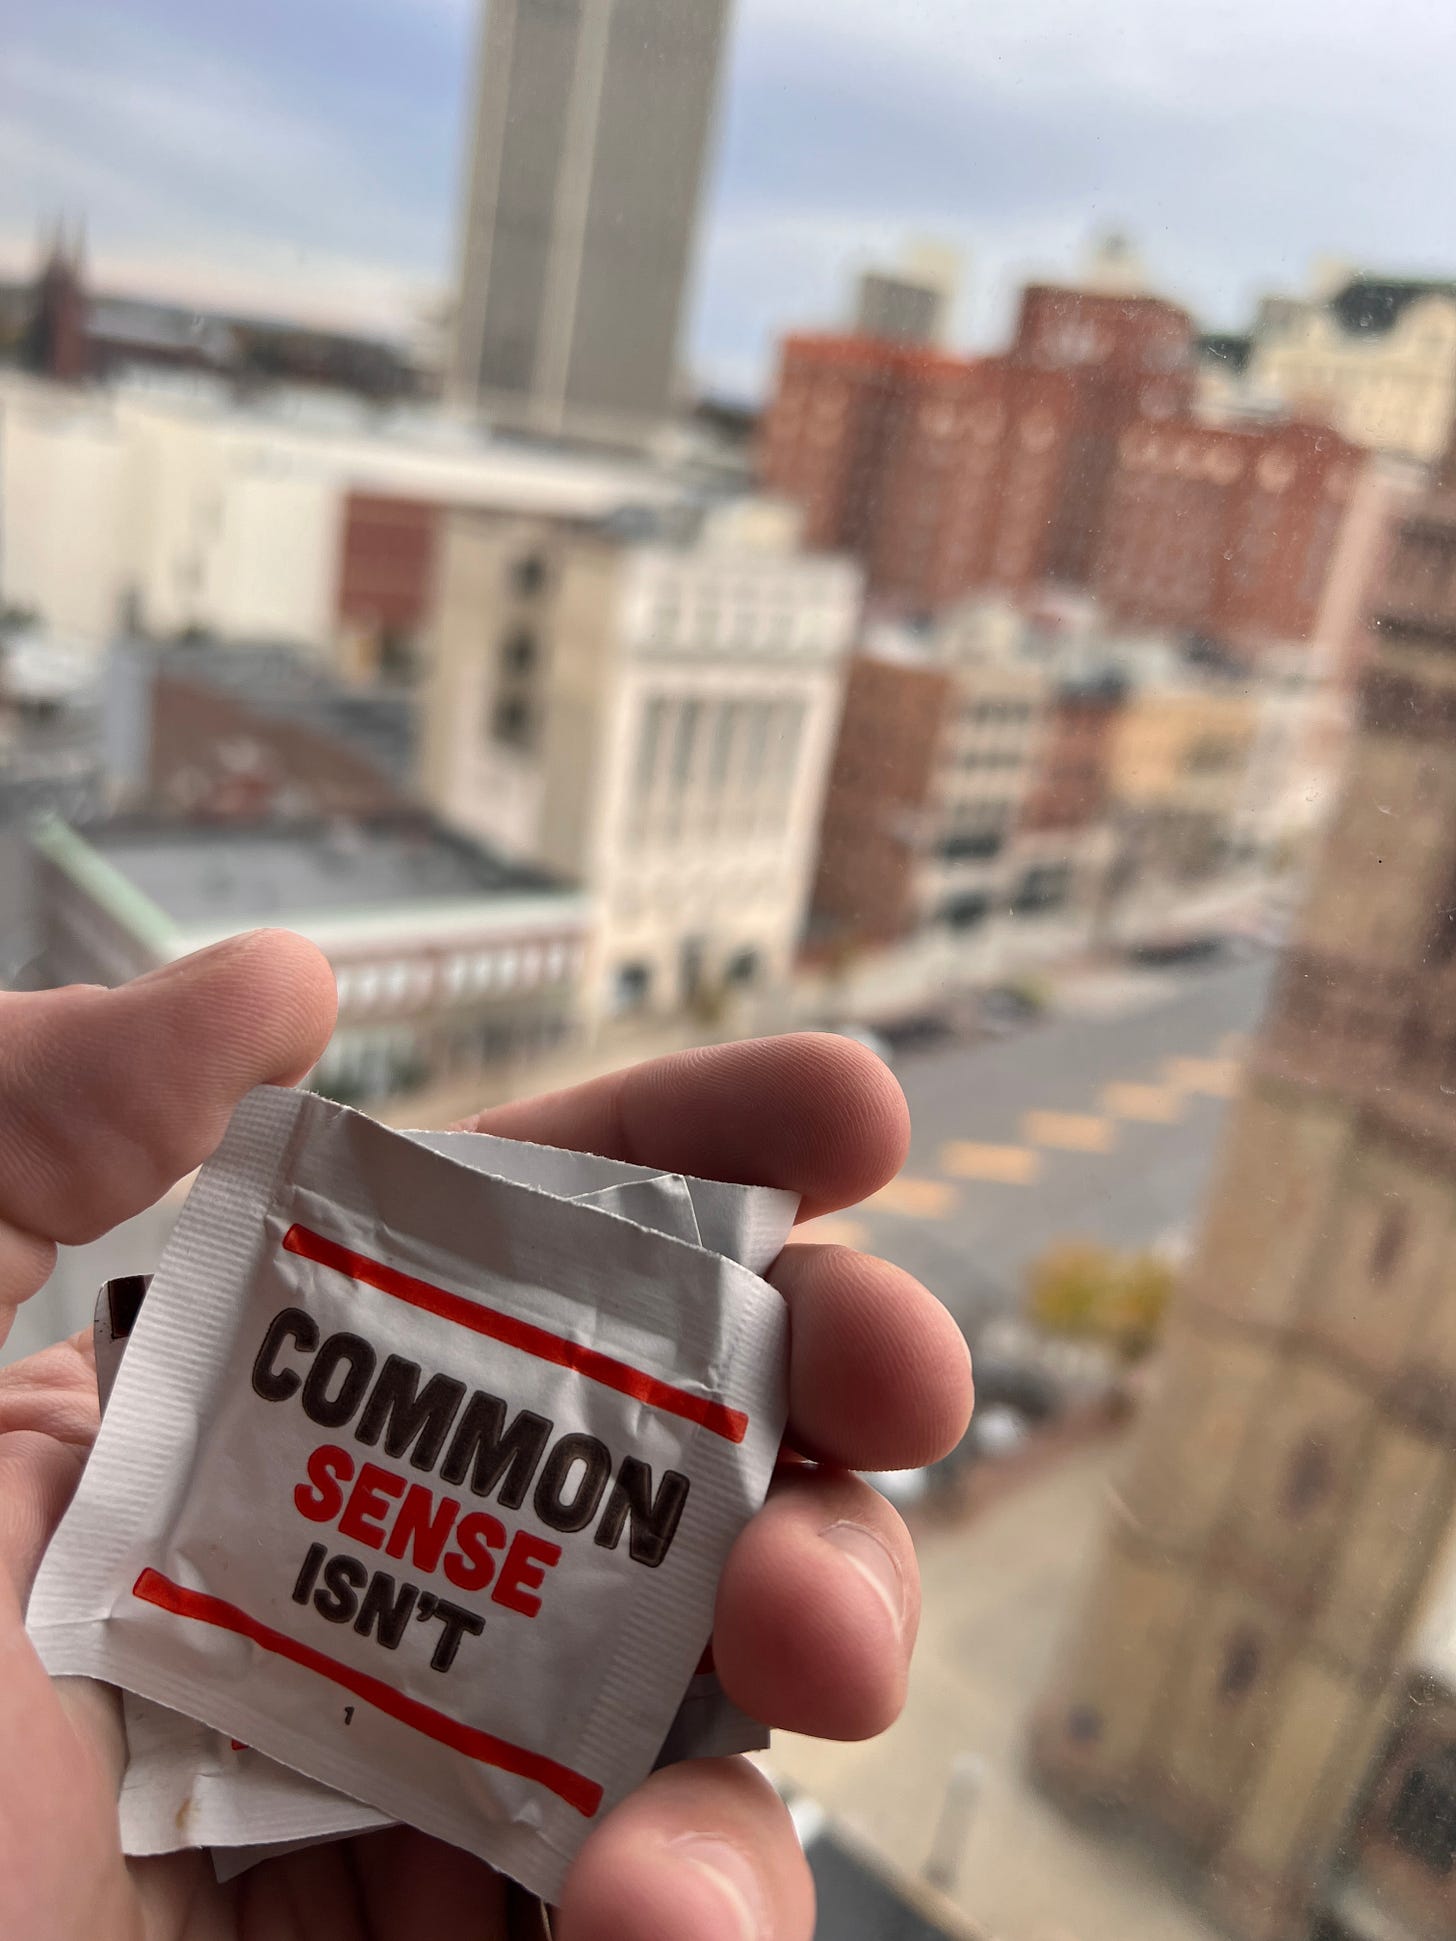 COMMON
SENSE
ISN'T
1